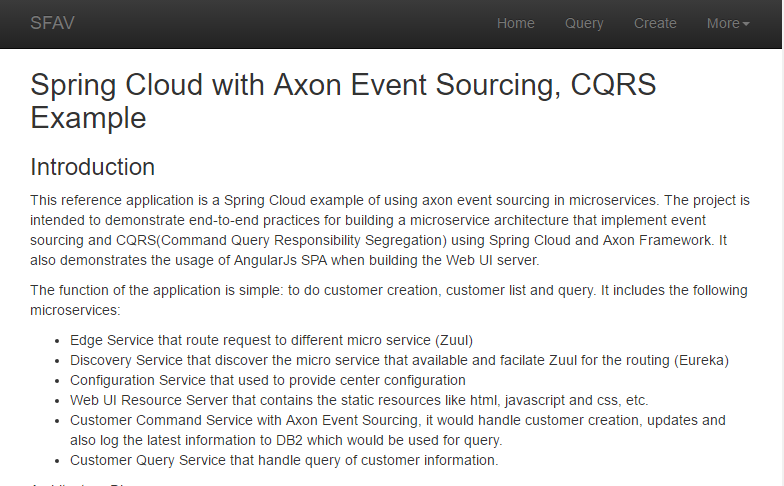 SFAV Home Query Create More
Spring Cloud with Axon Event Sourcing, CQRS
Example
Introduction
This reference application is a Spring Cloud example of using axon event sourcing in microservices. The project is
intended to demonstrate end-to-end practices for building a microservice architecture that implement event
sourcing and CQRS(Command Query Responsibility Segregation) using Spring Cloud and Axon Framework. It
also demonstrates the usage of AngularJs SPA when building the Web UI server.
The function of the application is simple: to do customer creation, customer list and query. It includes the following
microservices:
• Edge Service that route request to different micro service (Zuul)
• Discovery Service that discover the micro service that available and facilate Zuul for the routing (Eureka)
• Configuration Service that used to provide center configuration
• Web UI Resource Server that contains the static resources like html, javascript and css, etc.
• Customer Command Service with Axon Event Sourcing, it would handle customer creation, updates and
also log the latest information to DB2 which would be used for query.
• Customer Query Service that handle query of customer information.